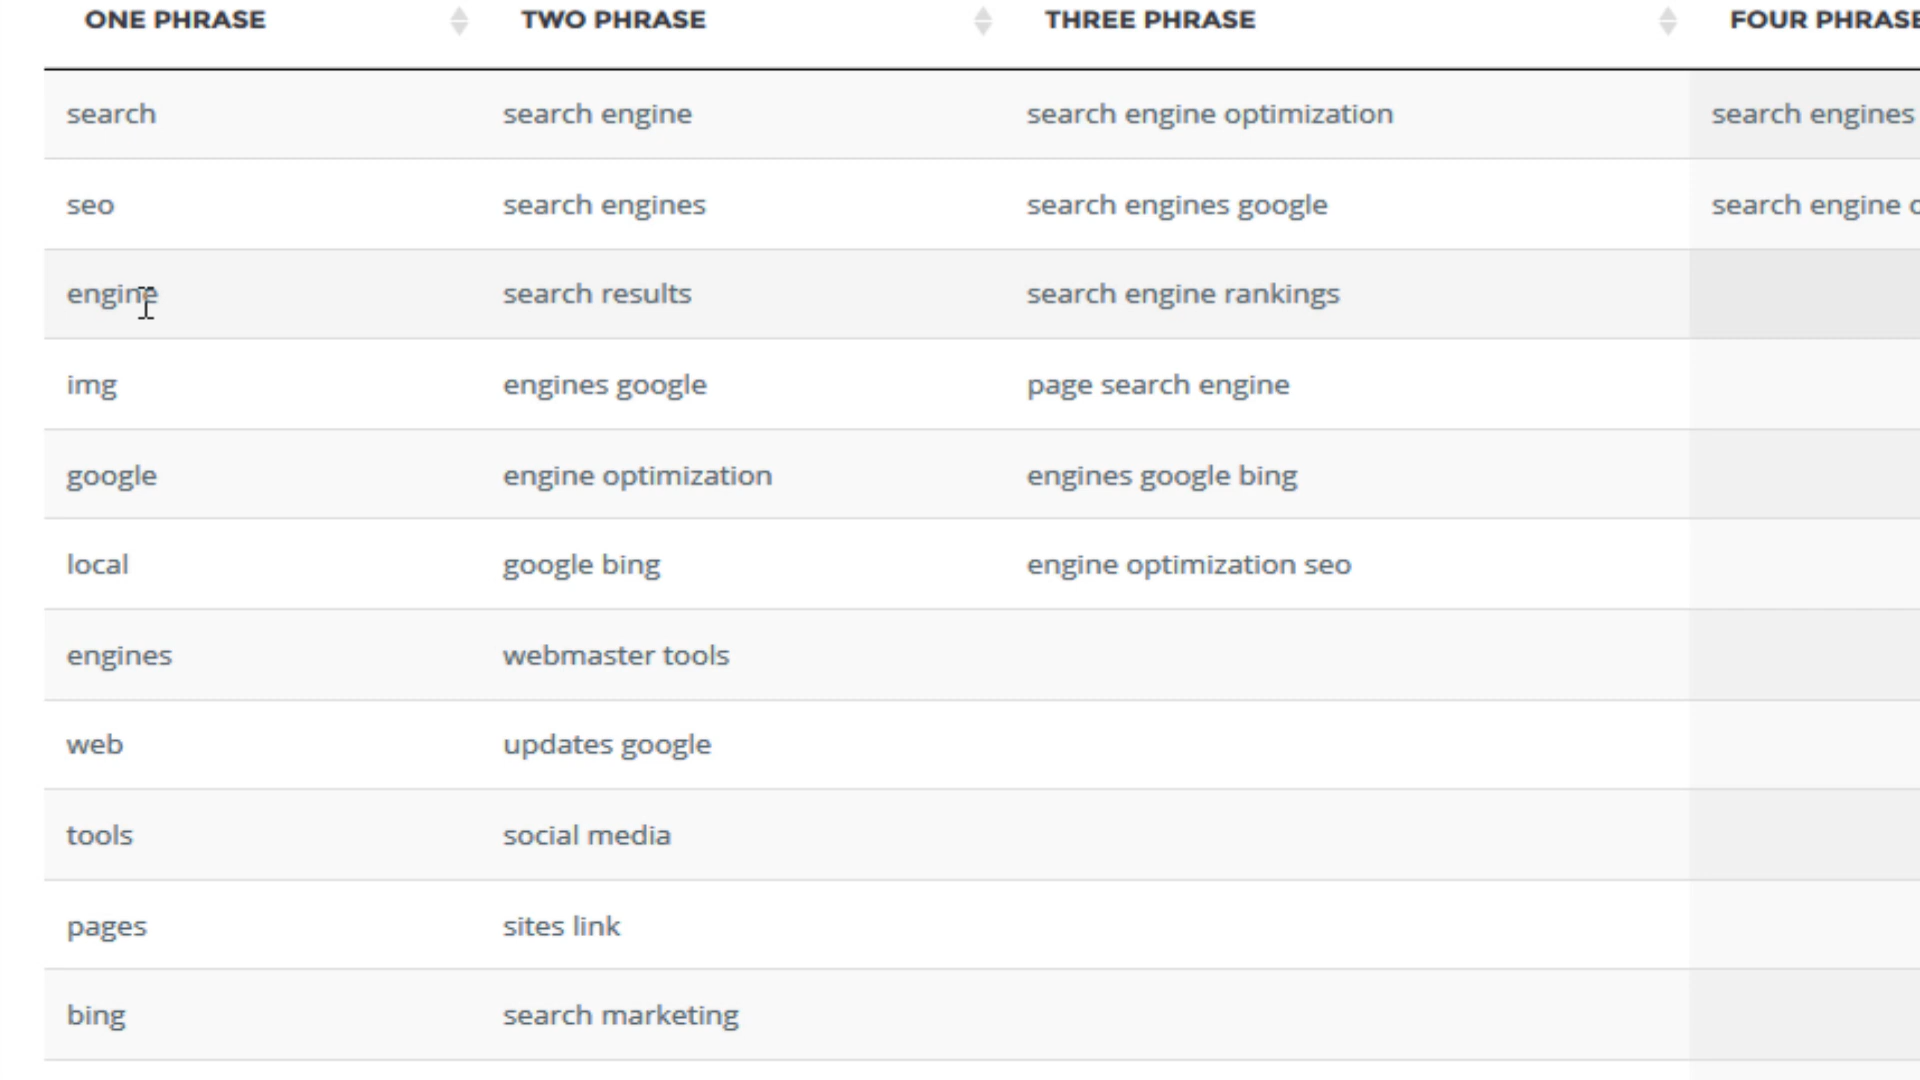 ONE PHRASE TWO PHRASE THREE PHRASE FOUR PHRASE
search search engine search engine optimization search engines
seo search engines search engines google search engine
engine search results search engine rankings
img engines google page search engine
google engine optimization engines google bing
local google bing engine optimization seo
engines webmaster tools
web updates google
tools social media
pages sites link
bing search marketing